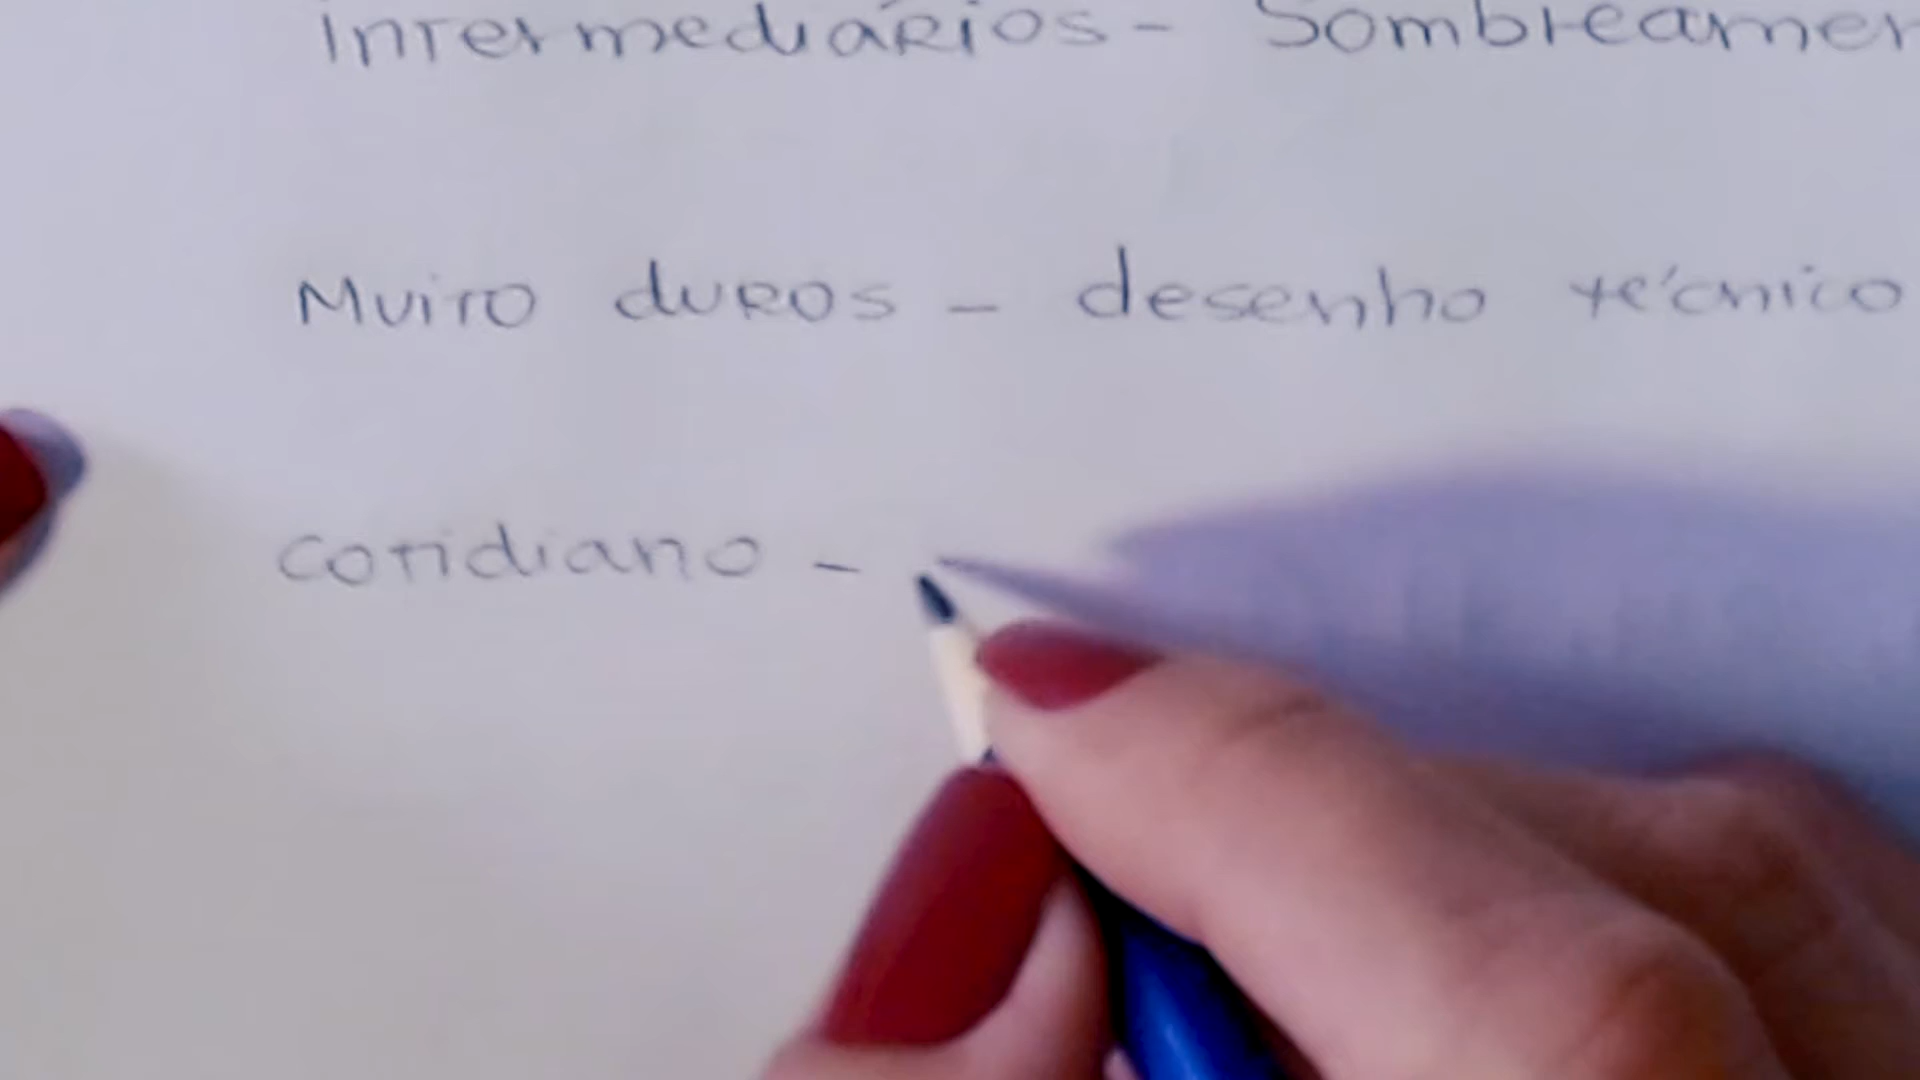 Intermediários - Sombreamen
Muito duros - desenho técnico
cotidiano -